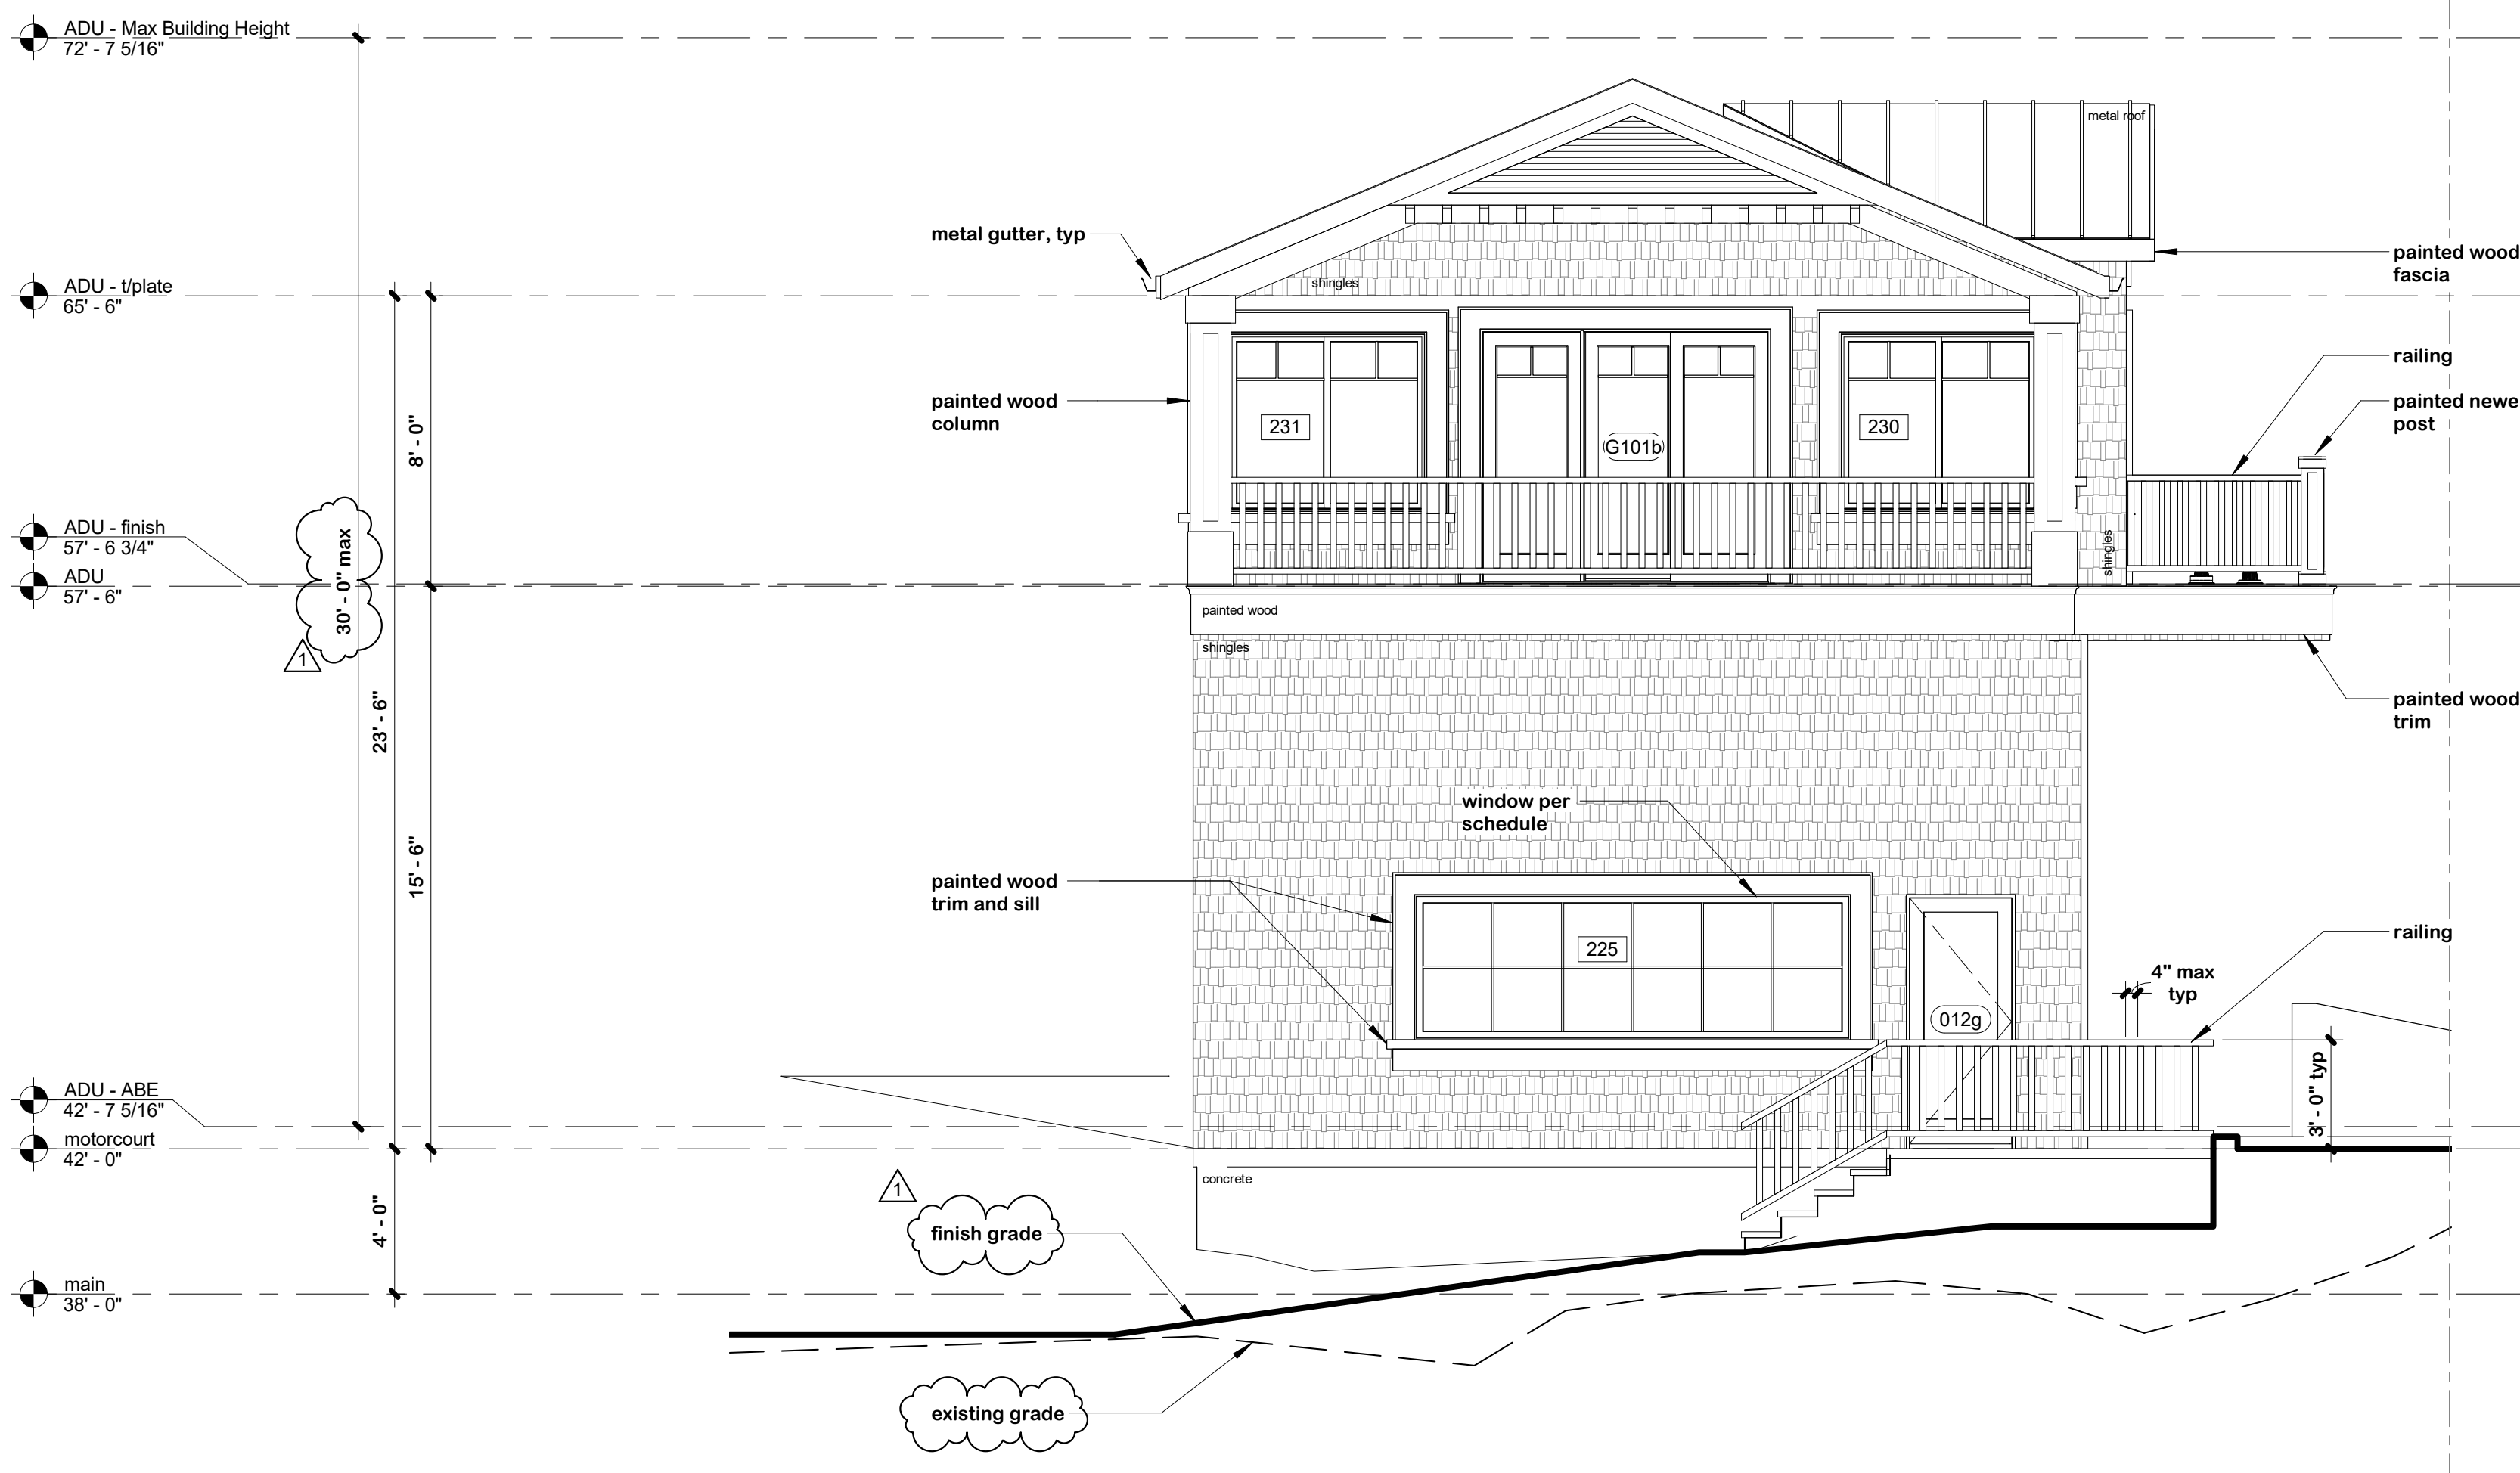 ADU - Max Building Height
72' - 7 5/16"
metal roof
metal gutter, typ
painted wood
fascia
ADU - t/plate
65' - 6"
shingles
railing
painted wood
column
painted newe
post
8' - 0"
231
G101b
230
ADU - finish
57' - 6 3/4"
ADU
57' - 6"
30' - 0" max
1
shingles
painted wood
shingles
23' - 6"
painted wood
trim
15' - 6"
window per
schedule
painted wood
trim and sill
225
railing
4" max
typ
012g
3' - 0" typ
ADU - ABE
42' - 7 5/16"
motorcourt
42' - 0"
concrete
1
finish grade
4' - 0"
main
38' - 0"
existing grade